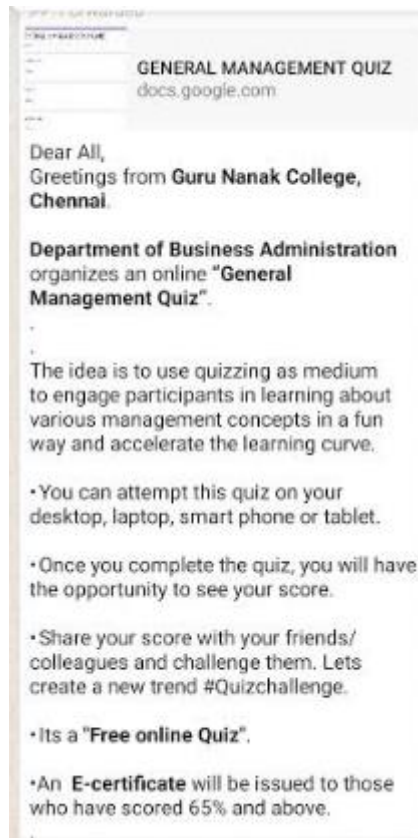 GENERAL MANAGEMENT QUIZ
docs.google.com
Dear All,
Greetings from Guru Nanak College,
Chennai.
Department of Business Administration
organizes an online "General
Management Quiz".
.
.
The idea is to use quizzing as medium
to engage participants in learning about
various management concepts in a fun
way and accelerate the learning curve.
•You can attempt this quiz on your
desktop, laptop, smart phone or tablet.
•Once you complete the quiz, you will have
the opportunity to see your score.
•Share your score with your friends/
colleagues and challenge them. Lets
create a new trend #Quizchallenge.
•Its a "Free online Quiz".
•An E-certificate will be issued to those
who have scored 65% and above.
.